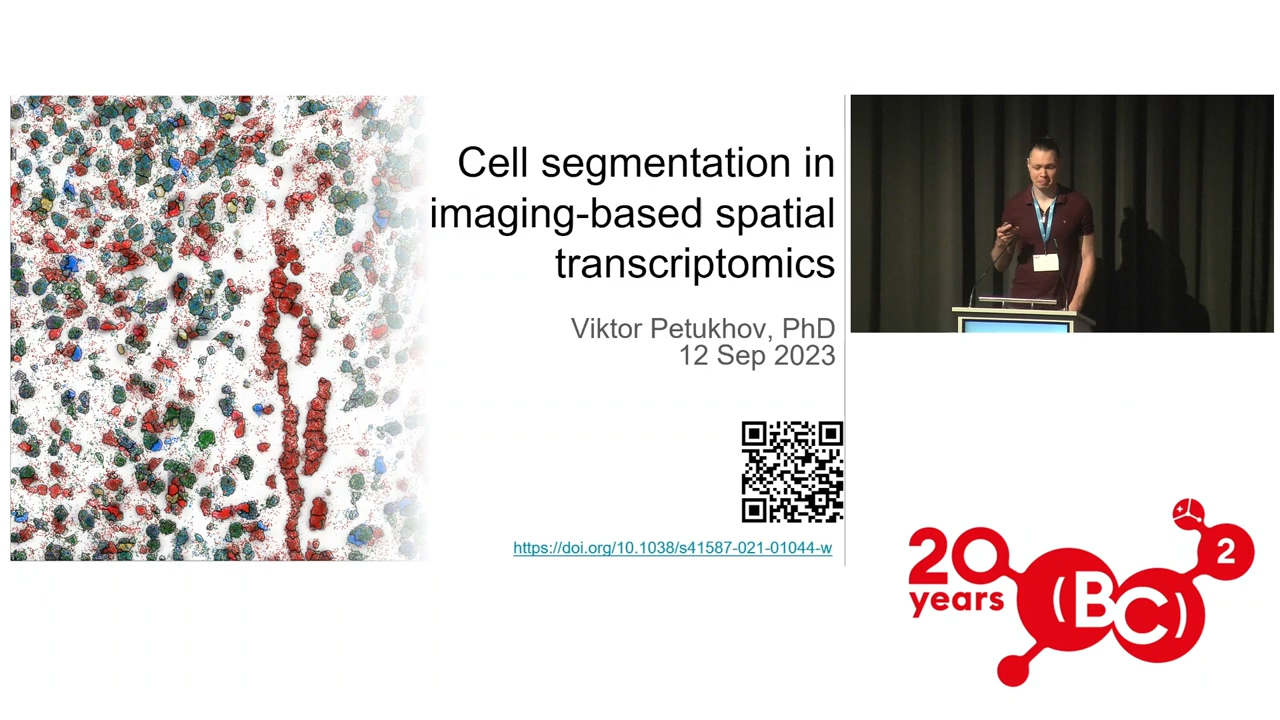 Cell segmentation in
imaging-based spatial
transcriptomics
Viktor Petukhov, PhD
12 Sep 2023
https://doi.org/10.1038/s41587-021-01044-w
20
years
(BC)
2